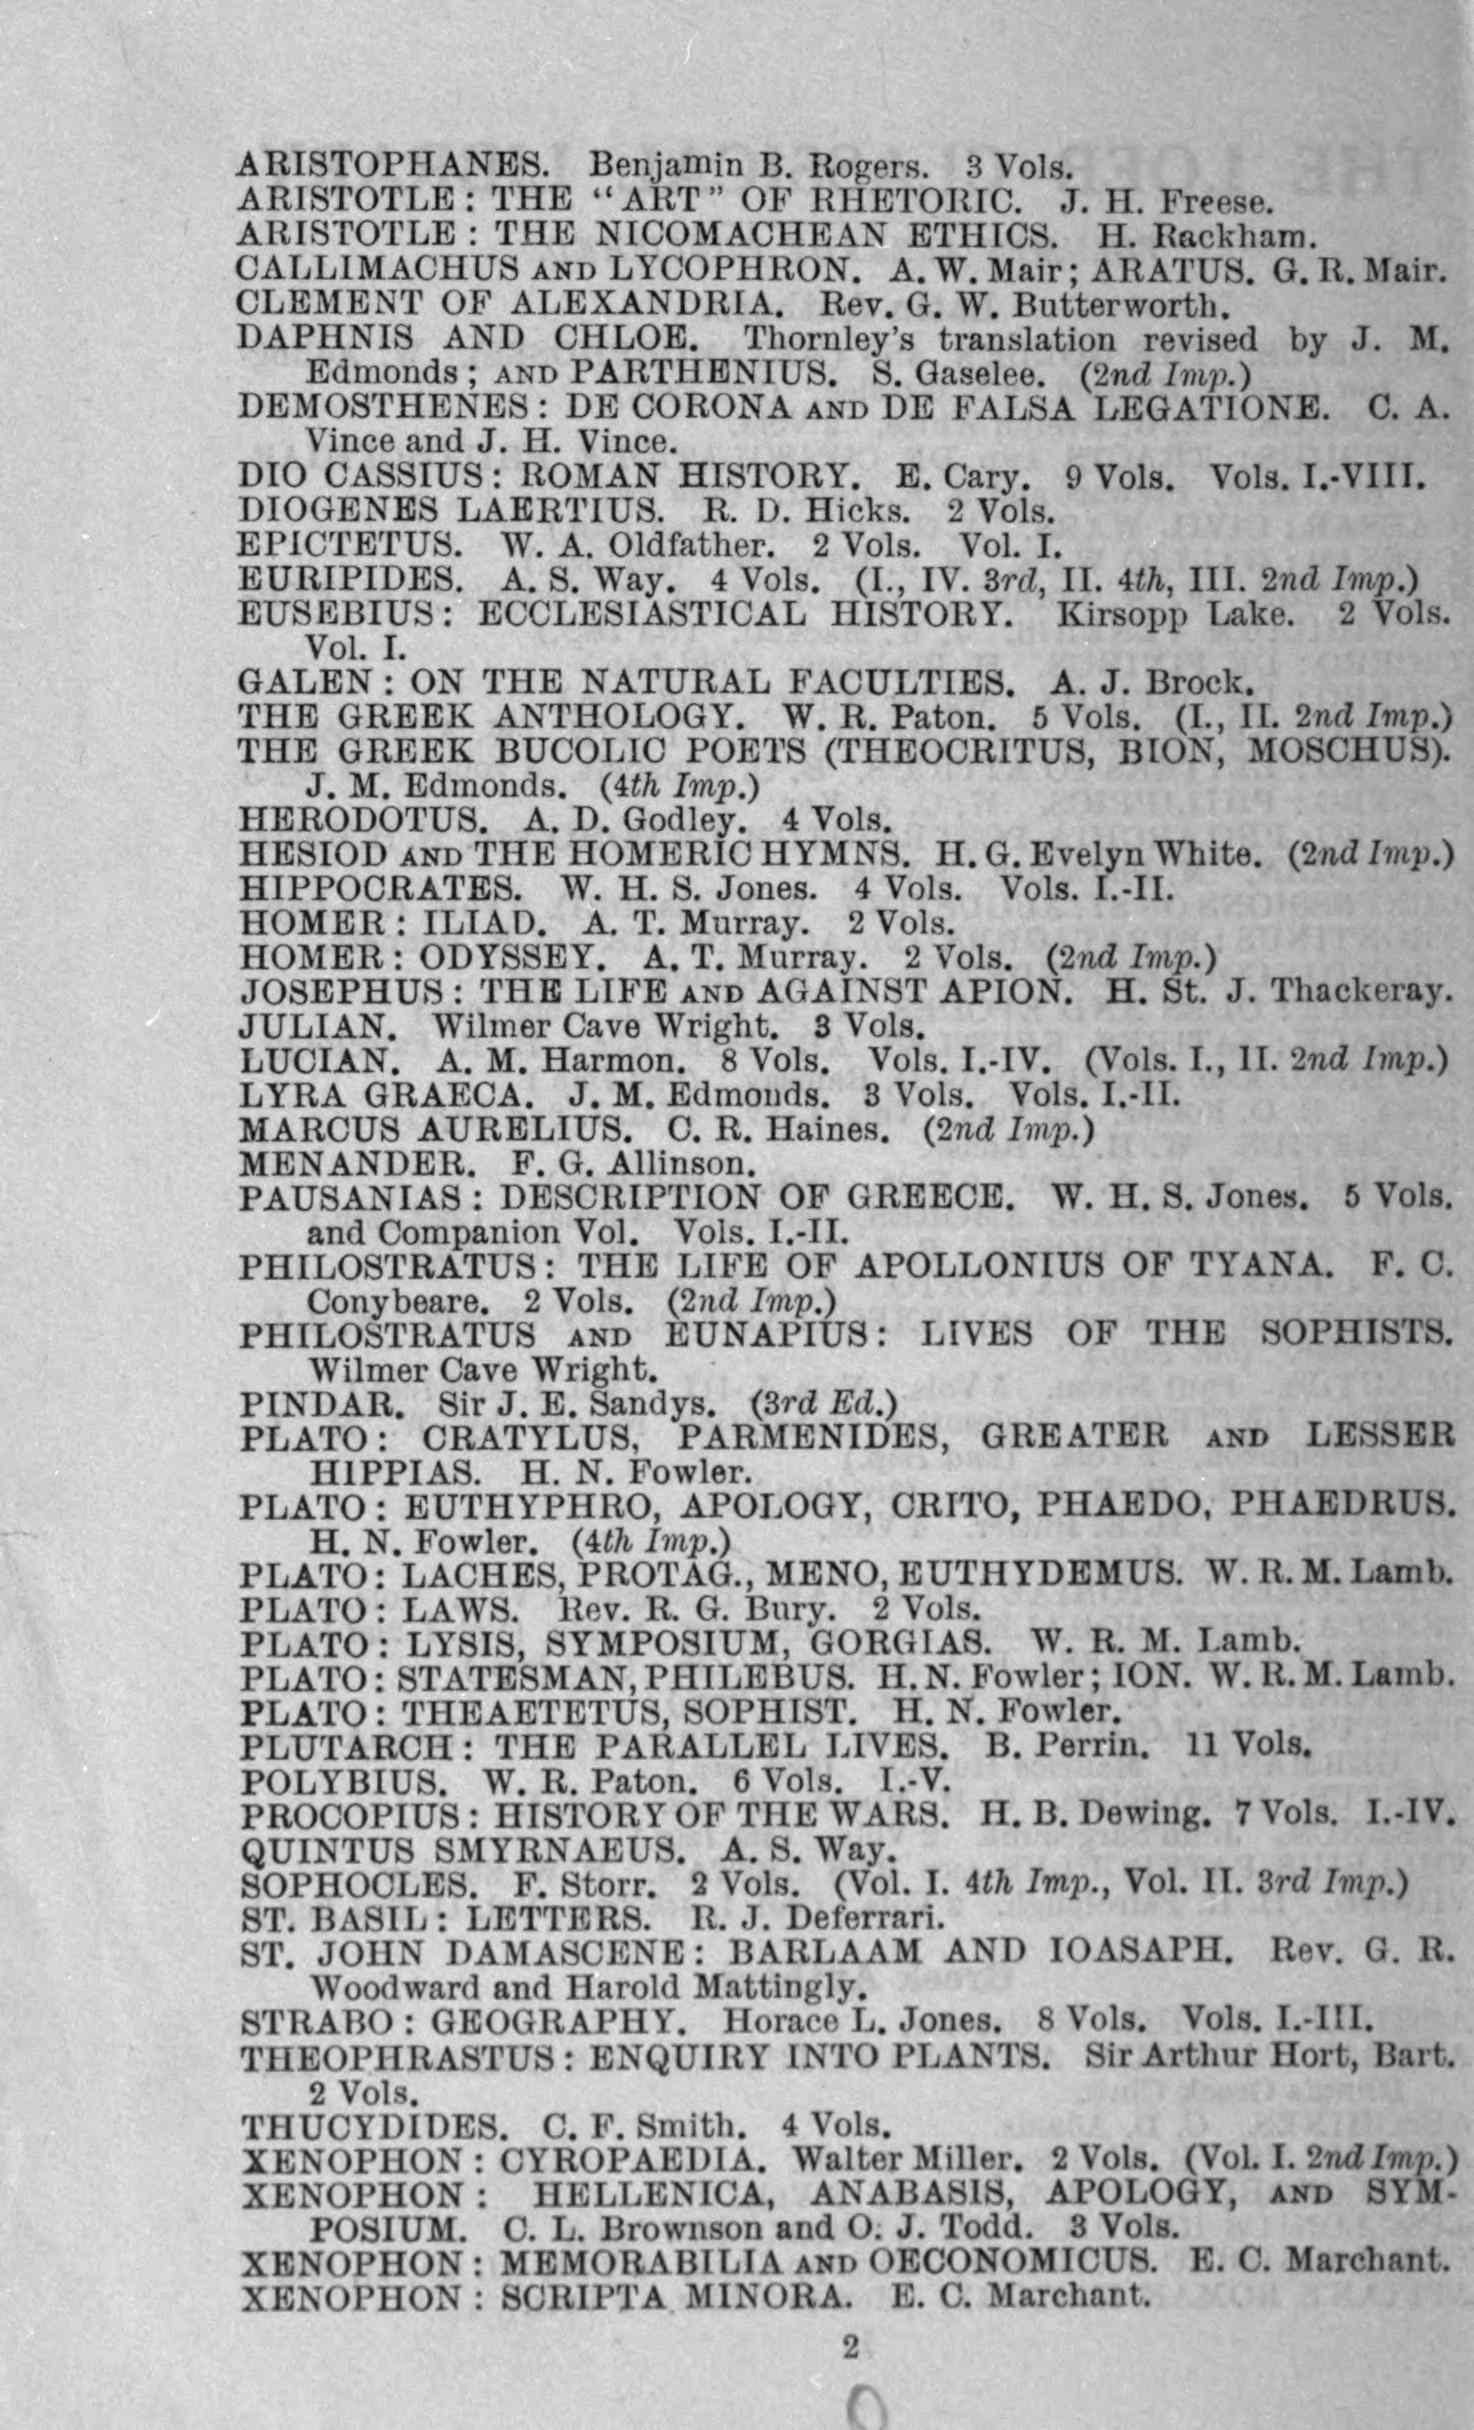 ARISTOPHANES. Benjamin B. Rogers. 3 Vols.
ARISTOTLE : THE “ART” OF RHETORIC. J. H. Freese.
ARISTOTLE : THE NICOMACHEAN ETHICS. H. Rackham.
CALLIMACHUS AND LYCOPHRON. A. W. Mair; ARATUS. G. R. Mair.
CLEMENT OF ALEXANDRIA. Rev. G. W. Butterworth.
DAPHNIS AND CHLOE. Thornley's translation revised by J. M.
Edmonds ; AND PARTHENIUS. S. Gaselee. (2nd Imp.)
DEMOSTHENES : DE CORONA AND DE FALSA LEGATIONE. C. A.
Vince and J. H. Vince.
DIO CASSIUS : ROMAN HISTORY. E. Cary. 9 Vols. Vols. I.-VIII.
DIOGENES LAERTIUS. R. D. Hicks. 2 Vols.
EPICTETUS. W. A. Oldfather. 2 Vols. Vol. I.
EURIPIDES. A. S. Way. 4 Vols. (I., IV. 3rd, II. 4th, III. 2nd Imp.)
EUSEBIUS : ECCLESIASTICAL HISTORY. Kirsopp Lake. 2 Vols.
Vol. I.
GALEN : ON THE NATURAL FACULTIES. A. J. Brock.
THE GREEK ANTHOLOGY. W. R. Paton. 5 Vols. (I., II. 2nd Imp.)
THE GREEK BUCOLIC POETS (THEOCRITUS, BION, MOSCHUS).
J. M. Edmonds. (4th Imp.)
HERODOTUS. A. D. Godley. 4 Vols.
HESIOD AND THE HOMERIC HYMNS. H. G. Evelyn White. (2nd Imp.)
HIPPOCRATES. W. H. S. Jones. 4 Vols. Vols. I.-II.
HOMER : ILIAD. A. T. Murray. 2 Vols.
HOMER : ODYSSEY. A. T. Murray. 2 Vols. (2nd Imp.)
JOSEPHUS : THE LIFE AND AGAINST APION. H. St. J. Thackeray.
JULIAN. Wilmer Cave Wright. 3 Vols.
LUCIAN. A. M. Harmon. 8 Vols. Vols. I.-IV. (Vols. I., II. 2nd Imp.)
LYRA GRAECA. J. M. Edmonds. 3 Vols. Vols. I.-II.
MARCUS AURELIUS. C. R. Haines. (2nd Imp.)
MENANDER. F. G. Allinson.
PAUSANIAS : DESCRIPTION OF GREECE. W. H. S. Jones. 5 Vols.
and Companion Vol. Vols. I.-II.
PHILOSTRATUS : THE LIFE OF APOLLONIUS OF TYANA. F. C.
Conybeare. 2 Vols. (2nd Imp.)
PHILOSTRATUS AND EUNAPIUS : LIVES OF THE SOPHISTS.
Wilmer Cave Wright.
PINDAR. Sir J. E. Sandys. (3rd Ed.)
PLATO : CRATYLUS, PARMENIDES, GREATER AND LESSER
HIPPIAS. H. N. Fowler.
PLATO : EUTHYPHRO, APOLOGY, CRITO, PHAEDO, PHAEDRUS.
H. N. Fowler. (4th Imp.)
PLATO : LACHES, PROTAG., MENO, EUTHYDEMUS. W. R. M. Lamb.
PLATO : LAWS. Rev. R. G. Bury. 2 Vols.
PLATO : LYSIS, SYMPOSIUM, GORGIAS. W. R. M. Lamb.
PLATO : STATESMAN, PHILEBUS. H. N. Fowler ; ION. W. R. M. Lamb.
PLATO : THEAETETUS, SOPHIST. H. N. Fowler.
PLUTARCH : THE PARALLEL LIVES. B. Perrin. 11 Vols.
POLYBIUS. W. R. Paton. 6 Vols. I.-V.
PROCOPIUS : HISTORY OF THE WARS. H. B. Dewing. 7 Vols. I.-IV.
QUINTUS SMYRNAEUS. A. S. Way.
SOPHOCLES. F. Storr. 2 Vols. (Vol. I. 4th Imp., Vol. II. 3rd Imp.)
ST. BASIL : LETTERS. R. J. Deferrari.
ST. JOHN DAMASCENE : BARLAAM AND IOASAPH. Rev. G. R.
Woodward and Harold Mattingly.
STRABO : GEOGRAPHY. Horace L. Jones. 8 Vols. Vols. I.-III.
THEOPHRASTUS : ENQUIRY INTO PLANTS. Sir Arthur Hort, Bart.
2 Vols.
THUCYDIDES. C. F. Smith. 4 Vols.
XENOPHON : CYROPAEDIA. Walter Miller. 2 Vols. (Vol. I. 2nd Imp.)
XENOPHON : HELLENICA, ANABASIS, APOLOGY, AND SYM-
POSIUM. C. L. Brownson and O. J. Todd. 3 Vols.
XENOPHON : MEMORABILIA AND OECONOMICUS. E. C. Marchant.
XENOPHON : SCRIPTA MINORA. E. C. Marchant.
2